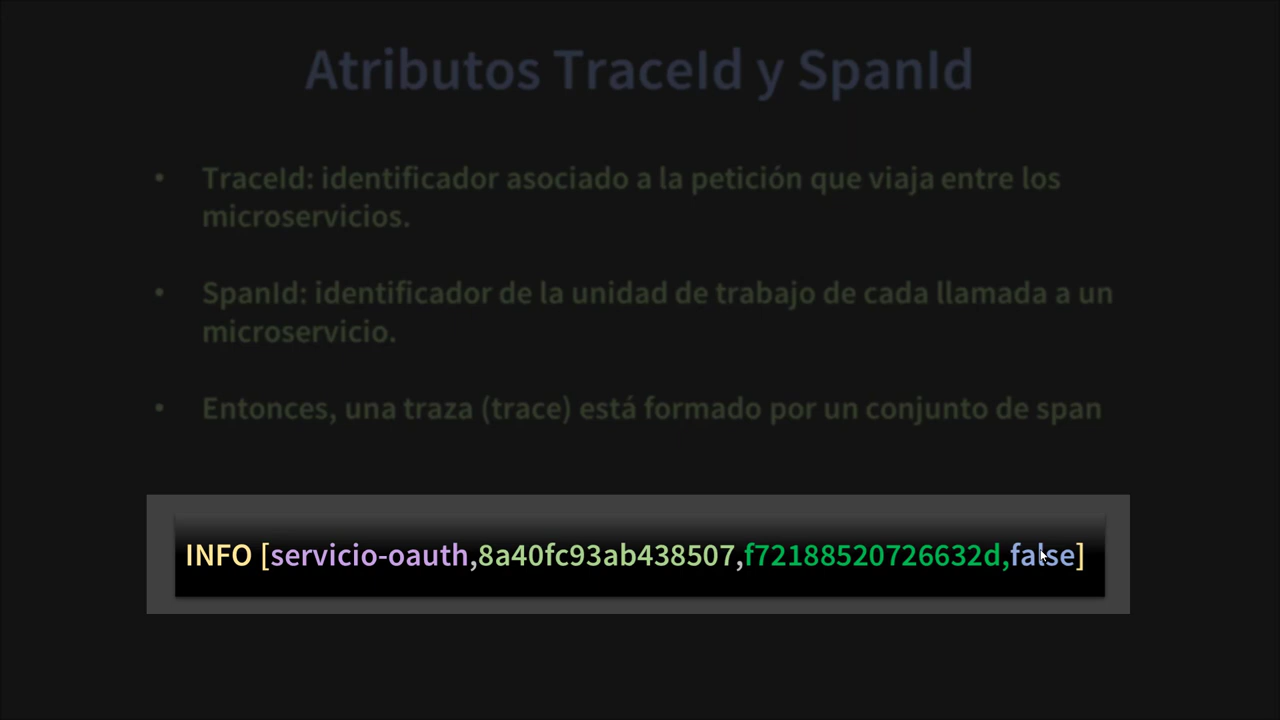 Atributos TraceId y SpanId
• TraceId: identificador asociado a la petición que viaja entre los
microservicios.
• SpanId: identificador de la unidad de trabajo de cada llamada a un
microservicio.
• Entonces, una traza (trace) está formado por un conjunto de span
INFO [servicio-oauth,8a40fc93ab438507,f72188520726632d,false]